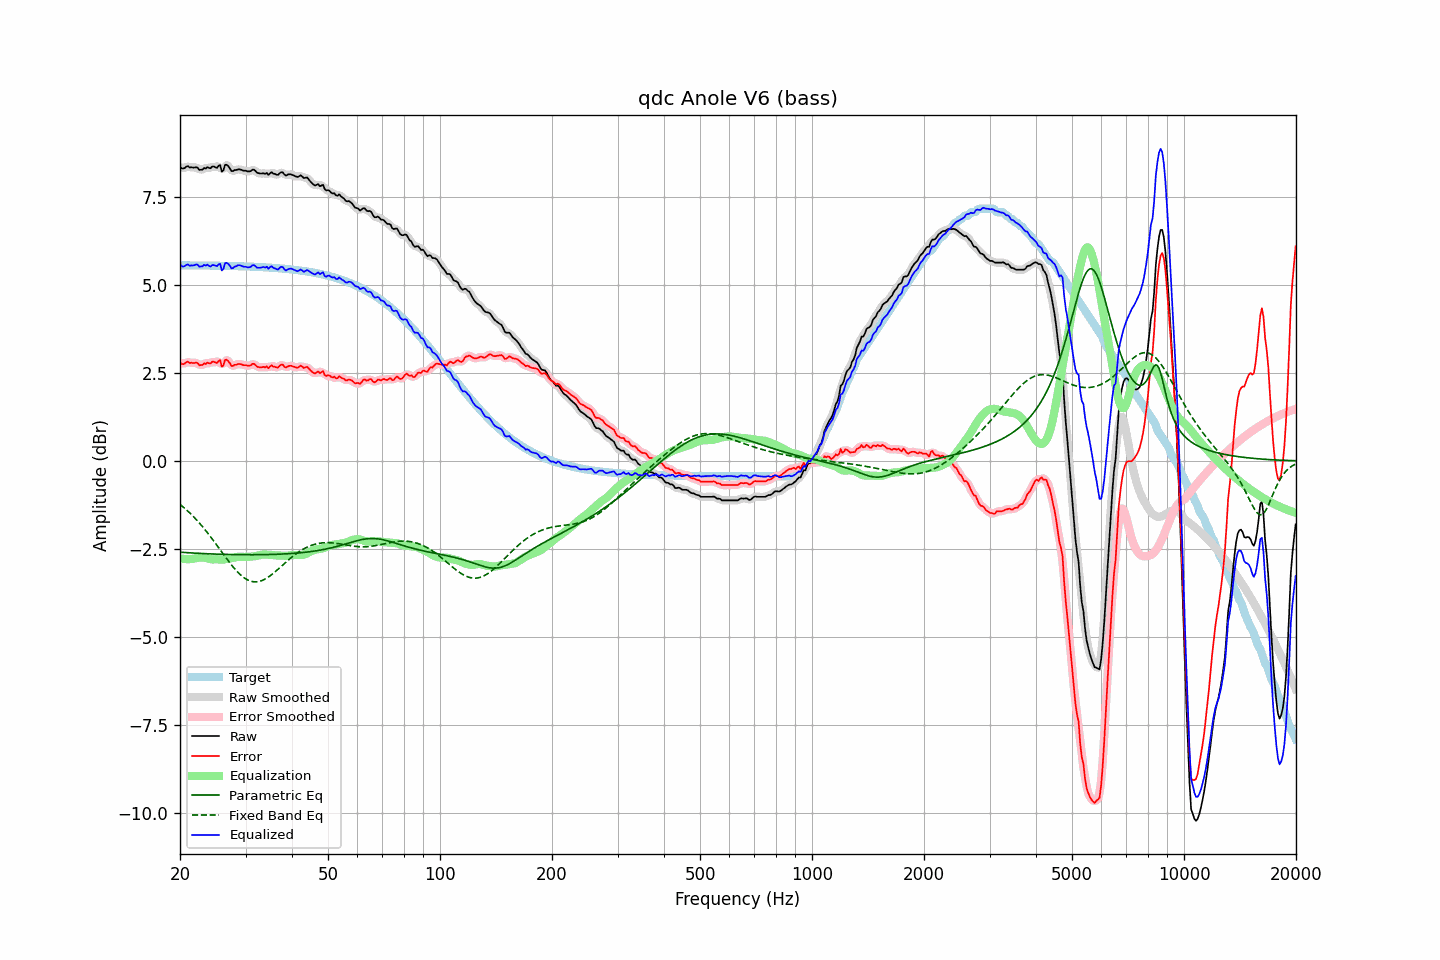 qdc Anole V6 (bass)
Amplitude (dBr)
7.5
5.0
2.5
0.0
−2.5
−5.0
−7.5
−10.0
Target
Raw Smoothed
Error Smoothed
Raw
Error
Equalization
Parametric Eq
Fixed Band Eq
Equalized
20 50 100 200 500 1000 2000 5000 10000 20000
Frequency (Hz)